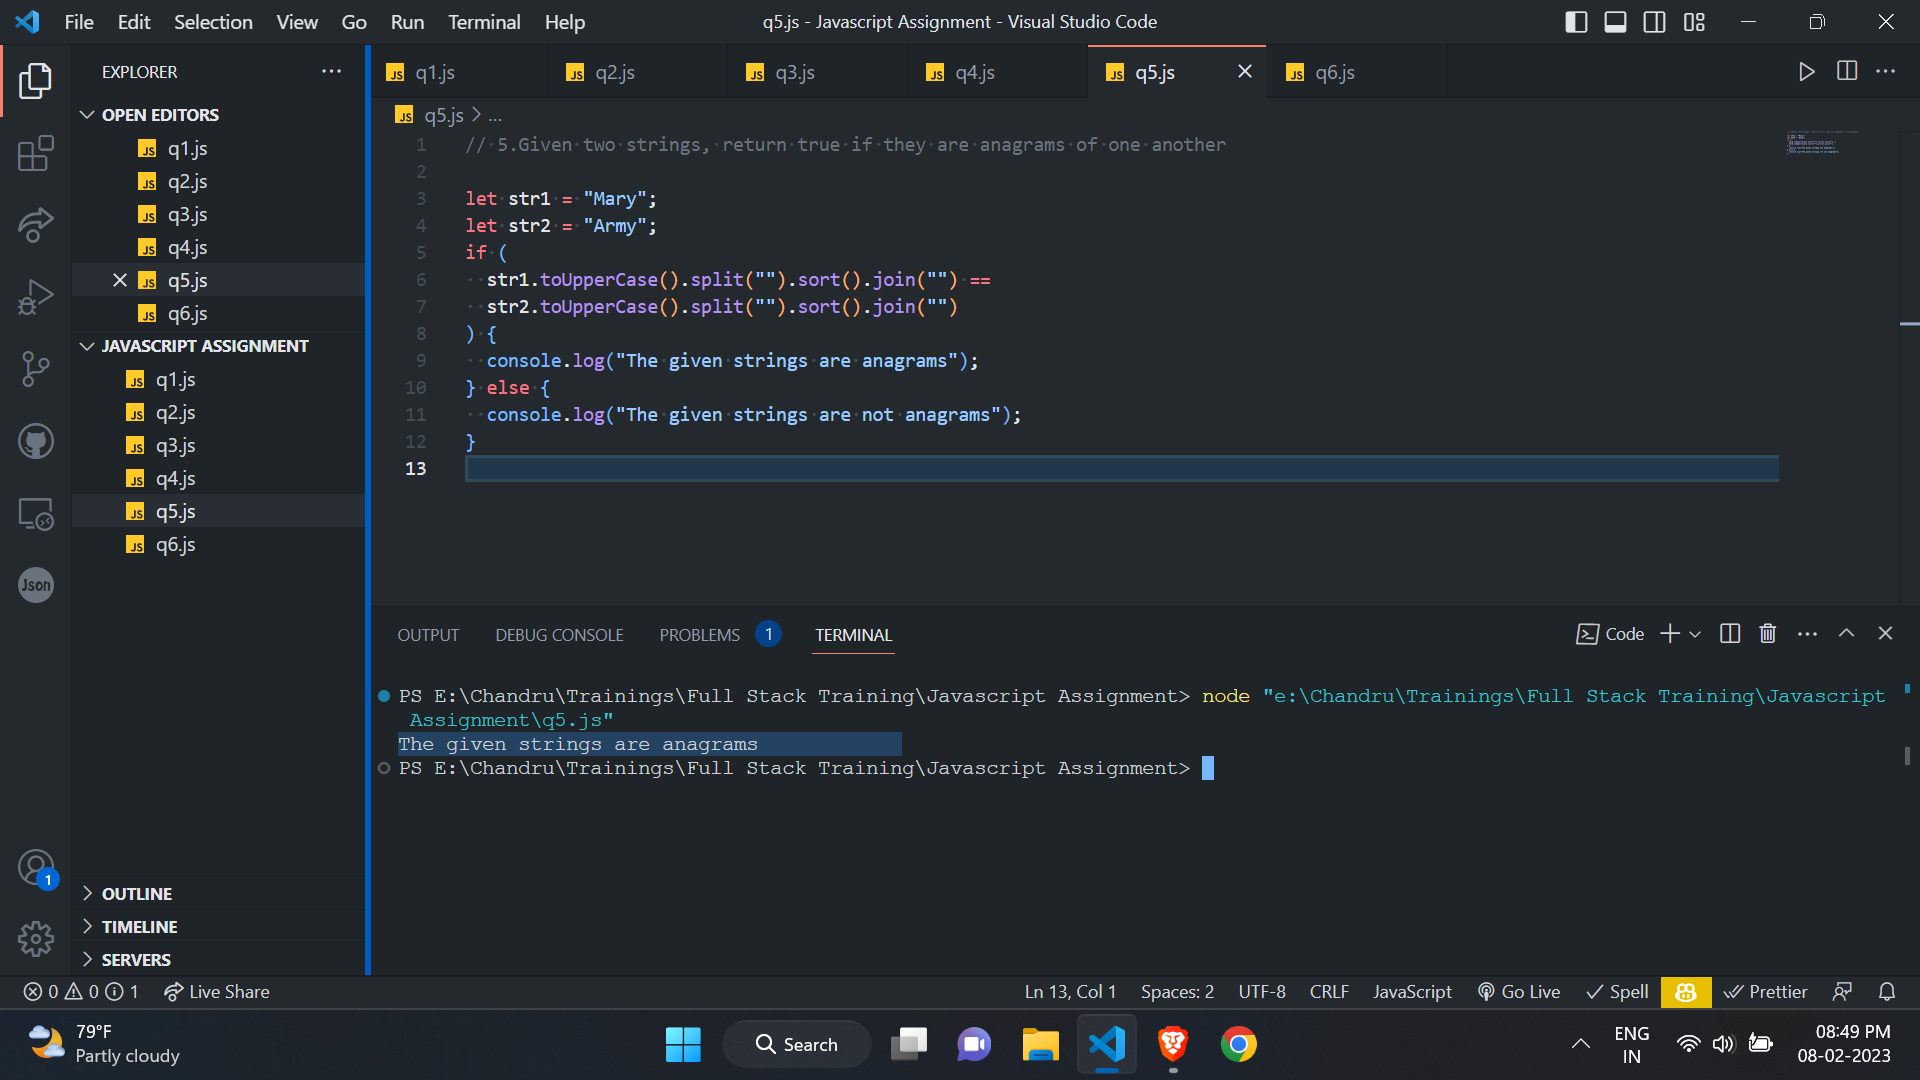 File Edit Selection View Go Run Terminal Help
q5.js - Javascript Assignment - Visual Studio Code
EXPLORER
OPEN EDITORS
q1.js
q2.js
q3.js
q4.js
q5.js
q6.js
JAVASCRIPT ASSIGNMENT
q1.js
q2.js
q3.js
q4.js
q5.js
q6.js
OUTLINE
TIMELINE
SERVERS
Json
1
q1.js q2.js q3.js q4.js q5.js q6.js
q5.js > ...
1 // 5.Given two strings, return true if they are anagrams of one another
2
3 let str1 = "Mary";
4 let str2 = "Army";
5 if (
6 str1.toUpperCase().split("").sort().join("") ==
7 str2.toUpperCase().split("").sort().join("")
8 ) {
9 console.log("The given strings are anagrams");
10 } else {
11 console.log("The given strings are not anagrams");
12 }
13
OUTPUT DEBUG CONSOLE PROBLEMS 1 TERMINAL
Code
PS E:\Chandru\Trainings\Full Stack Training\Javascript Assignment> node "e:\Chandru\Trainings\Full Stack Training\Javascript
Assignment\q5.js"
The given strings are anagrams
PS E:\Chandru\Trainings\Full Stack Training\Javascript Assignment>
0 0 1 Live Share
Ln 13, Col 1 Spaces: 2 UTF-8 CRLF JavaScript Go Live Spell Prettier
79°F
Partly cloudy
Search
ENG
IN
08:49 PM
08-02-2023